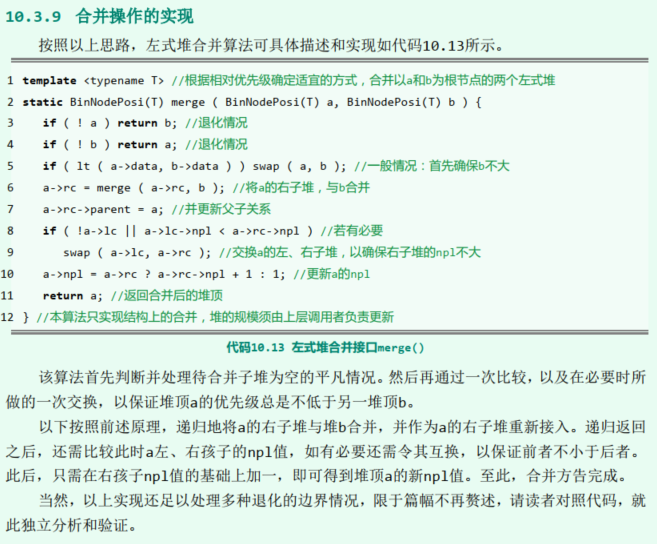 10.3.9 合并操作的实现
按照以上思路，左式堆合并算法可具体描述和实现如代码10.13所示。
1 template <typename T> //根据相对优先级确定适宜的方式，合并以a和b为根节点的两个左式堆
2 static BinNodePosi(T) merge ( BinNodePosi(T) a, BinNodePosi(T) b ) {
3 if ( ! a ) return b; //退化情况
4 if ( ! b ) return a; //退化情况
5 if ( lt ( a->data, b->data ) ) swap ( a, b ); //一般情况：首先确保b不大
6 a->rc = merge ( a->rc, b ); //将a的右子堆，与b合并
7 a->rc->parent = a; //并更新父子关系
8 if ( !a->lc || a->lc->npl < a->rc->npl ) //若有必要
9 swap ( a->lc, a->rc ); //交换a的左、右子堆，以确保右子堆的npl不大
10 a->npl = a->rc ? a->rc->npl + 1 : 1; //更新a的npl
11 return a; //返回合并后的堆顶
12 } //本算法只实现结构上的合并，堆的规模须由上层调用者负责更新
代码10.13 左式堆合并接口merge()
该算法首先判断并处理待合并子堆为空的平凡情况。然后再通过一次比较，以及在必要时所
做的一次交换，以保证堆顶a的优先级总是不低于另一堆顶b。
以下按照前述原理，递归地将a的右子堆与堆b合并，并作为a的右子堆重新接入。递归返回
之后，还需比较此时a左、右孩子的npl值，如有必要还需令其互换，以保证前者不小于后者。
此后，只需在右孩子npl值的基础上加一，即可得到堆顶a的新npl值。至此，合并方告完成。
当然，以上实现还足以处理多种退化的边界情况，限于篇幅不再赘述，请读者对照代码，就
此独立分析和验证。